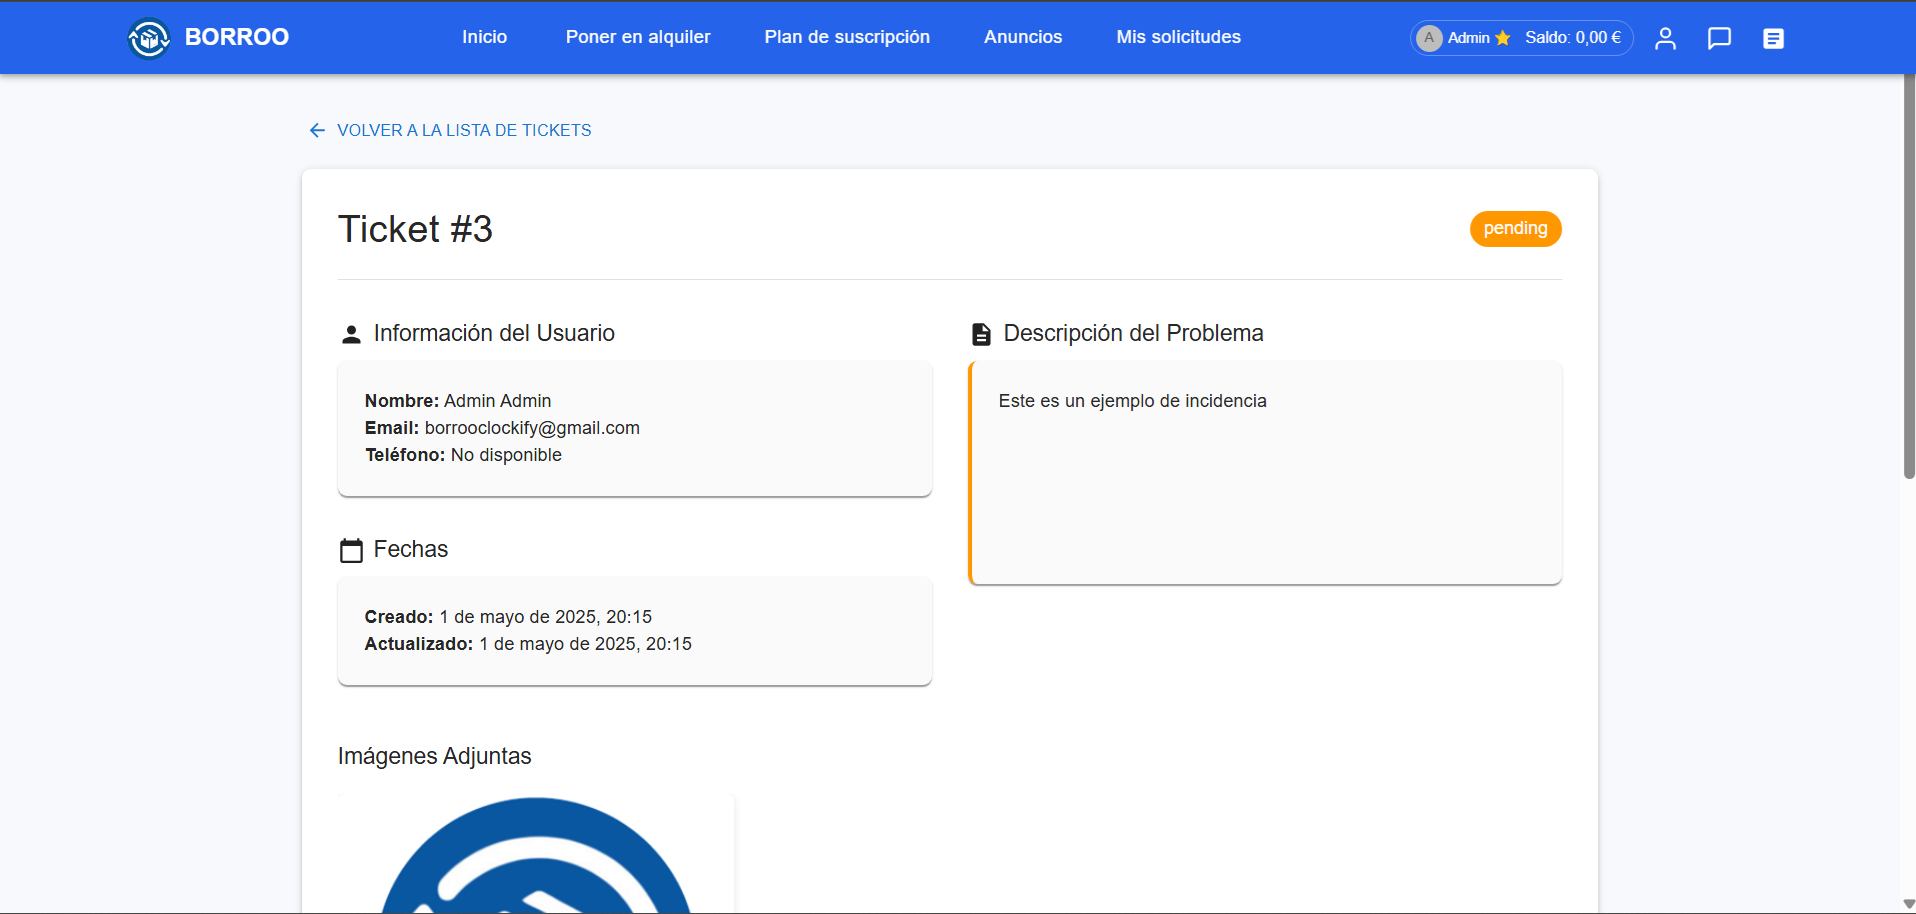 BORROO
Inicio
Poner en alquiler
Plan de suscripción
Anuncios
Mis solicitudes
A Admin Saldo: 0,00 €
VOLVER A LA LISTA DE TICKETS
Ticket #3
pending
Información del Usuario
Nombre: Admin Admin
Email: borrooclockify@gmail.com
Teléfono: No disponible
Descripción del Problema
Este es un ejemplo de incidencia
Fechas
Creado: 1 de mayo de 2025, 20:15
Actualizado: 1 de mayo de 2025, 20:15
Imágenes Adjuntas